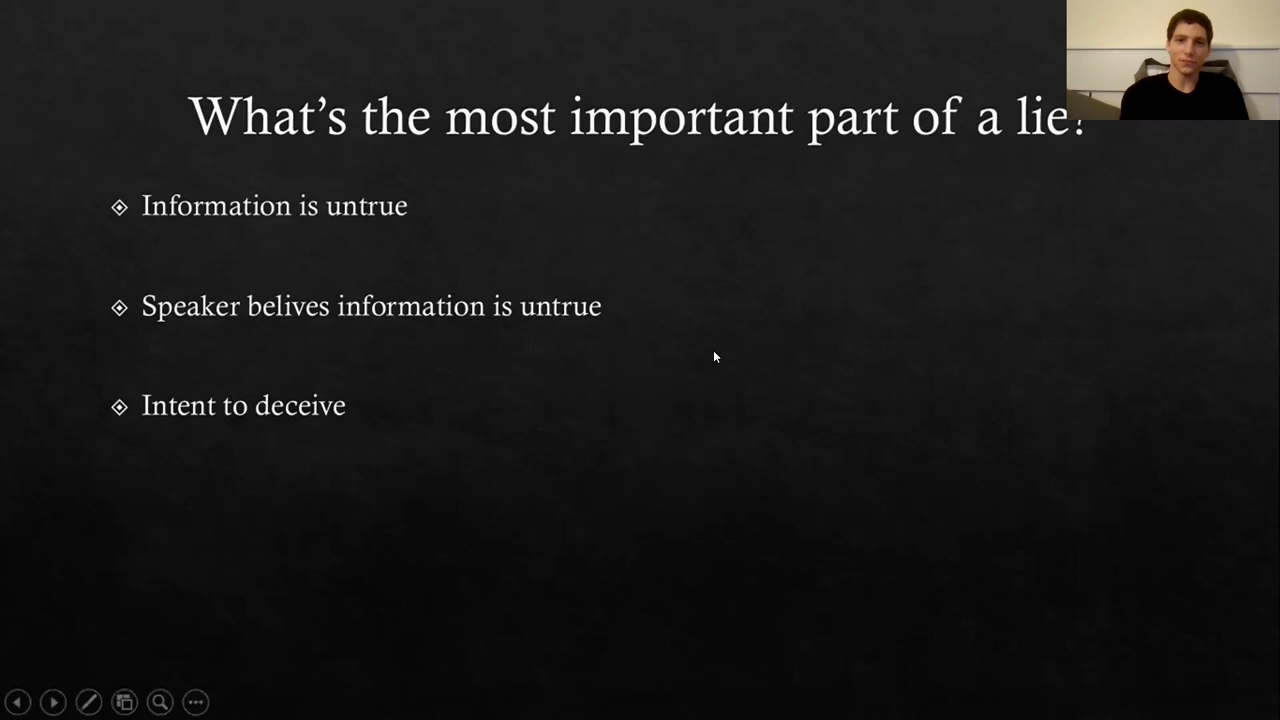 What's the most important part of a lie?
Information is untrue
Speaker belives information is untrue
Intent to deceive